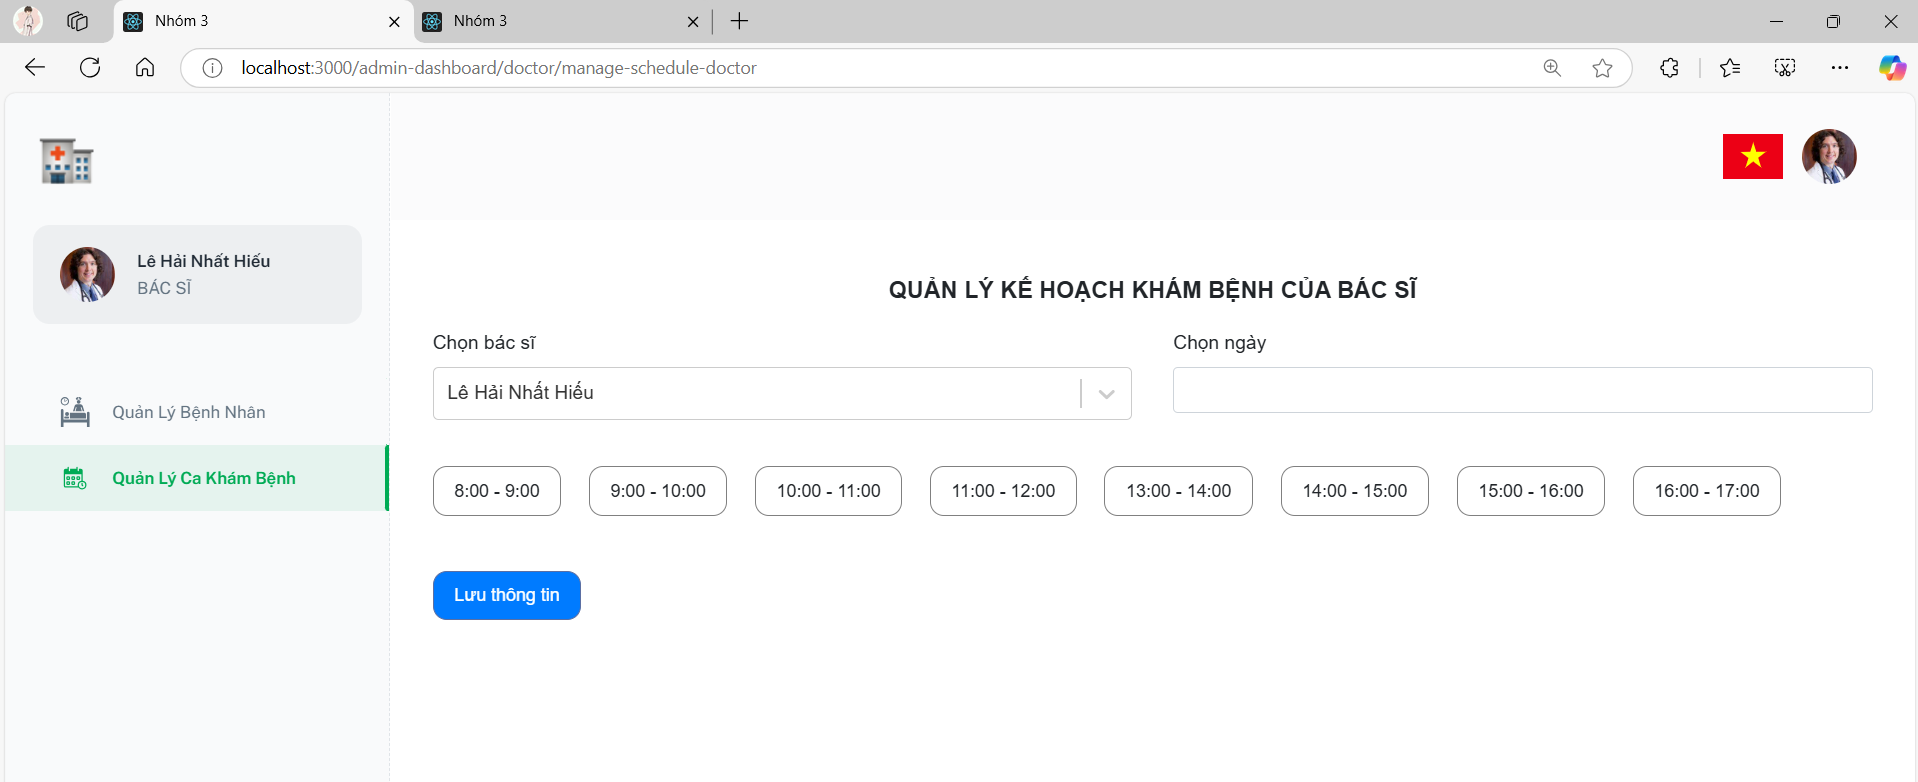 Nhóm 3
Nhóm 3
localhost:3000/admin-dashboard/doctor/manage-schedule-doctor
Lê Hải Nhất Hiếu
BÁC SĨ
Quản Lý Bệnh Nhân
Quản Lý Ca Khám Bệnh
QUẢN LÝ KẾ HOẠCH KHÁM BỆNH CỦA BÁC SĨ
Chọn bác sĩ
Chọn ngày
Lê Hải Nhất Hiếu
8:00 - 9:00
9:00 - 10:00
10:00 - 11:00
11:00 - 12:00
13:00 - 14:00
14:00 - 15:00
15:00 - 16:00
16:00 - 17:00
Lưu thông tin